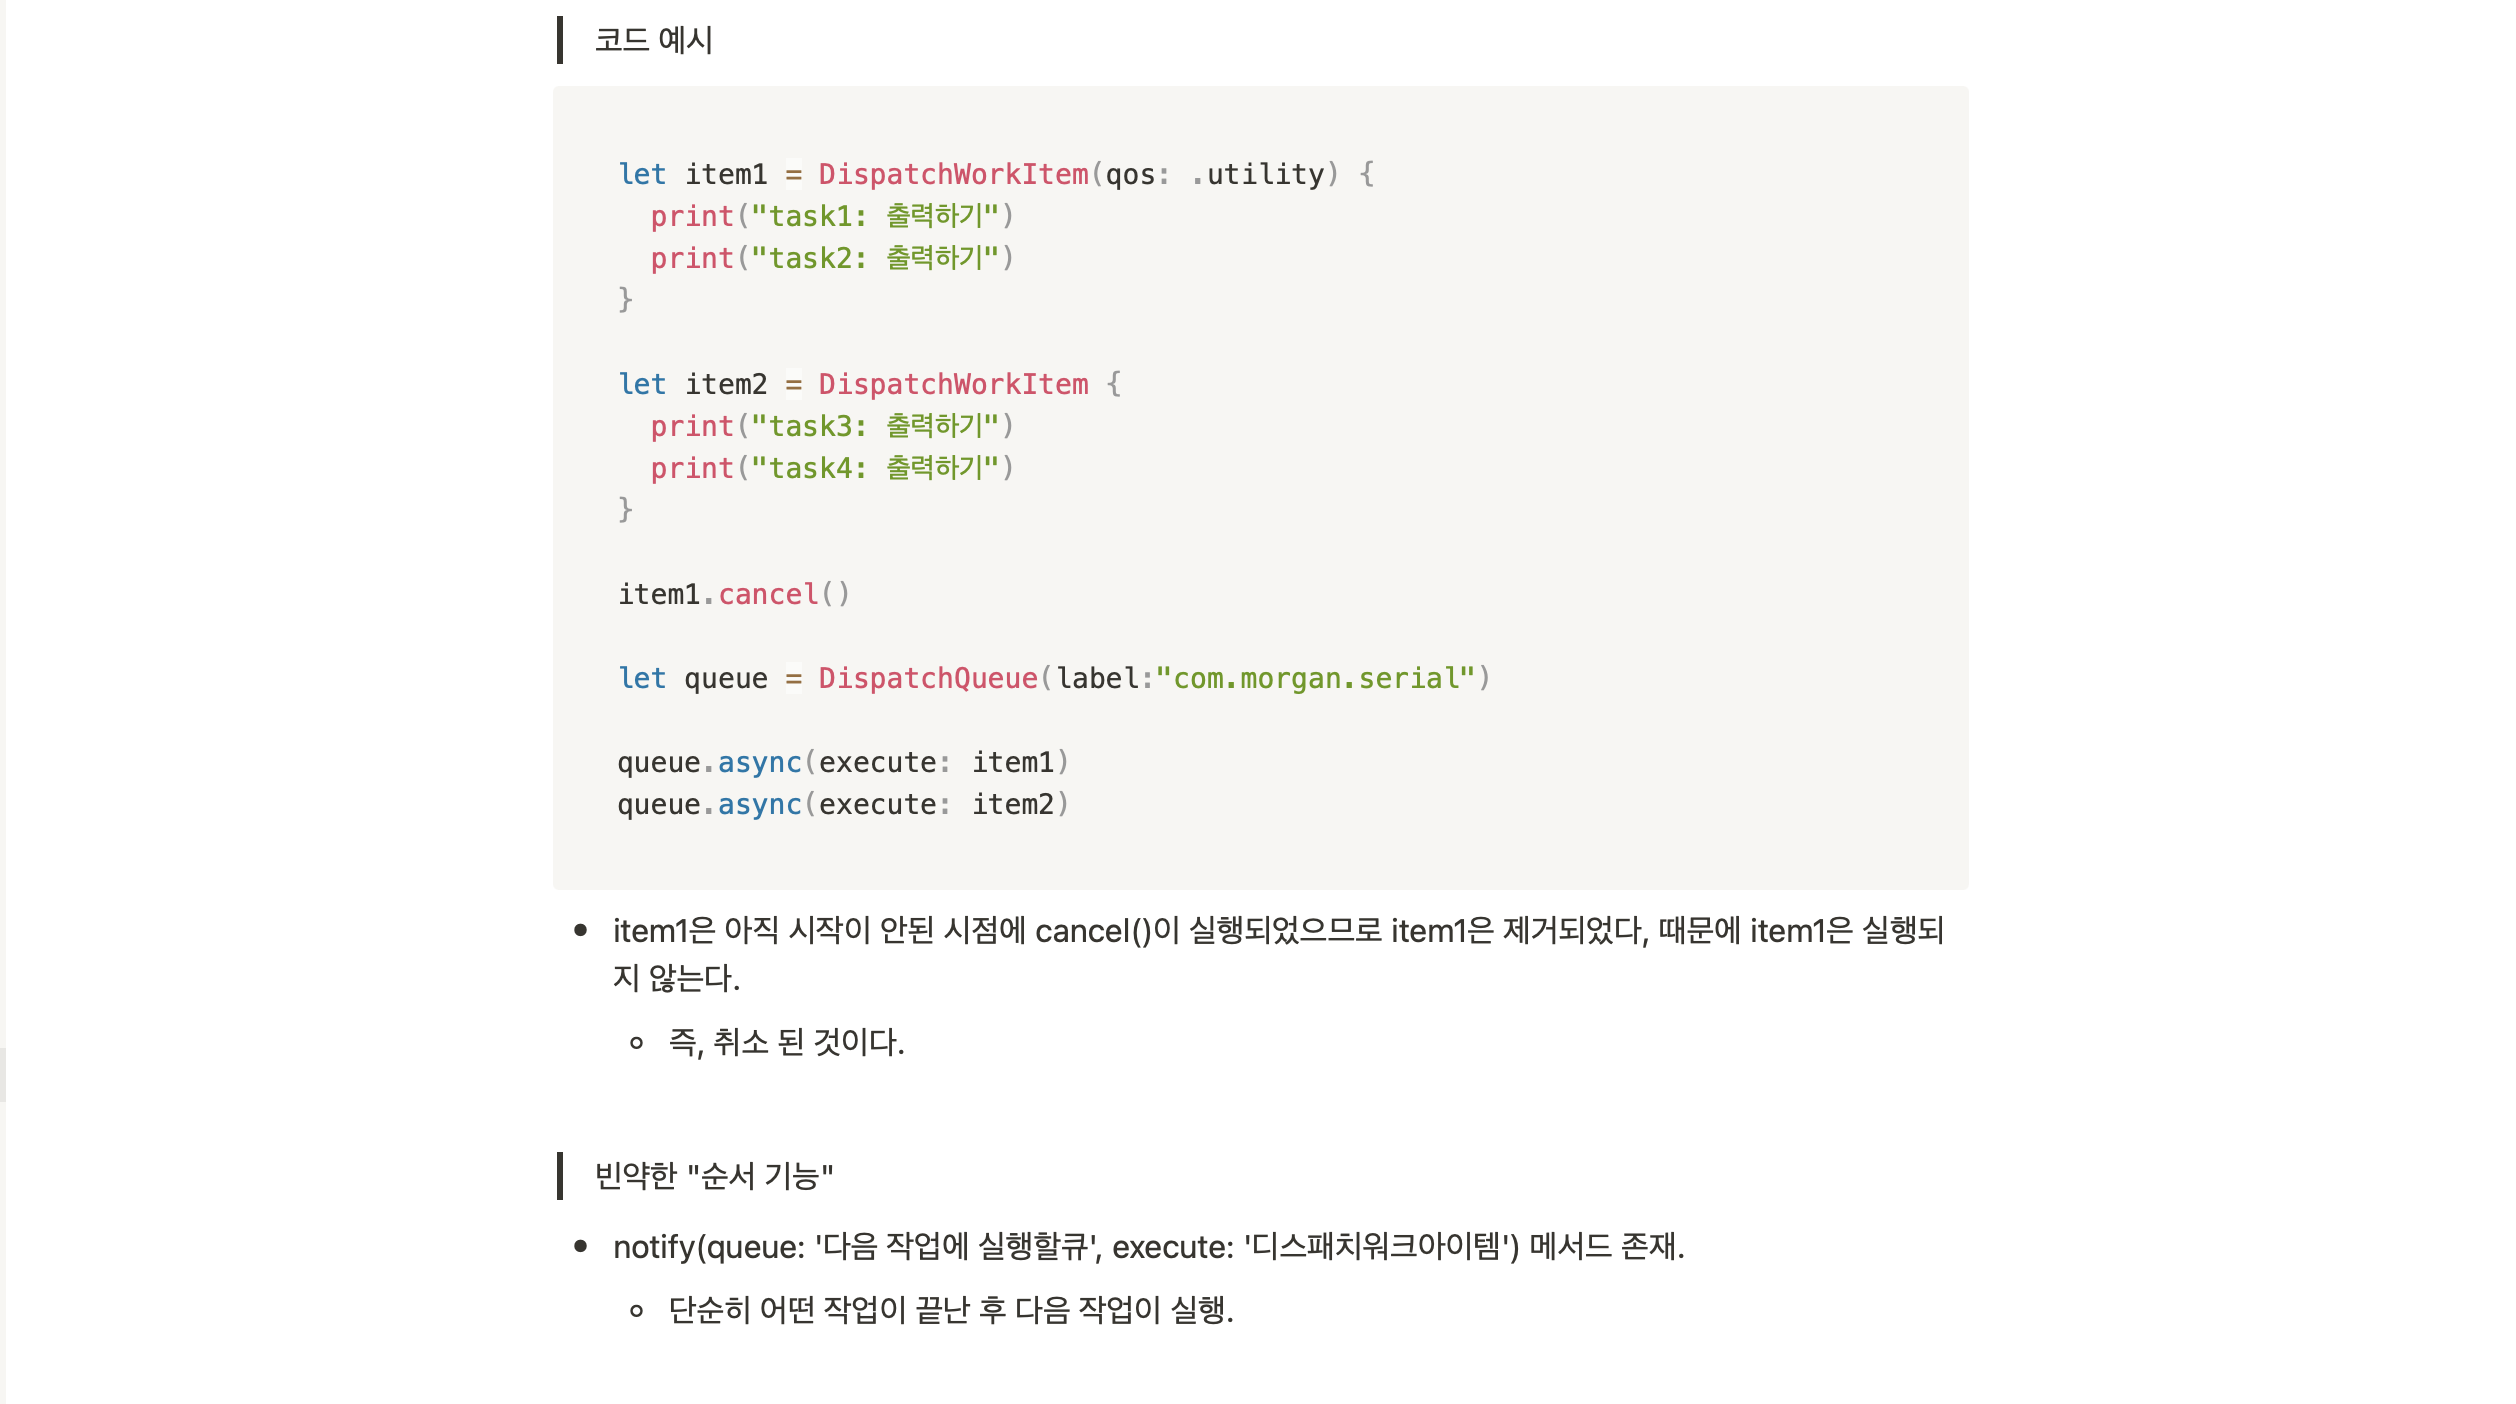 코드 예시
let item1 = DispatchWorkItem(qos: .utility) {
  print("task1: 출력하기")
  print("task2: 출력하기")
}
let item2 = DispatchWorkItem {
  print("task3: 출력하기")
  print("task4: 출력하기")
}
item1.cancel()
let queue = DispatchQueue(label:"com.morgan.serial")
queue.async(execute: item1)
queue.async(execute: item2)
• item1은 아직 시작이 안된 시점에 cancel()이 실행되었으므로 item1은 제거되었다, 때문에 item1은 실행되
지 않는다.
◦ 즉, 취소 된 것이다.
빈약한 "순서 기능"
• notify(queue: '다음 작업에 실행할큐', execute: '디스패치워크아이템') 메서드 존재.
◦ 단순히 어떤 작업이 끝난 후 다음 작업이 실행.